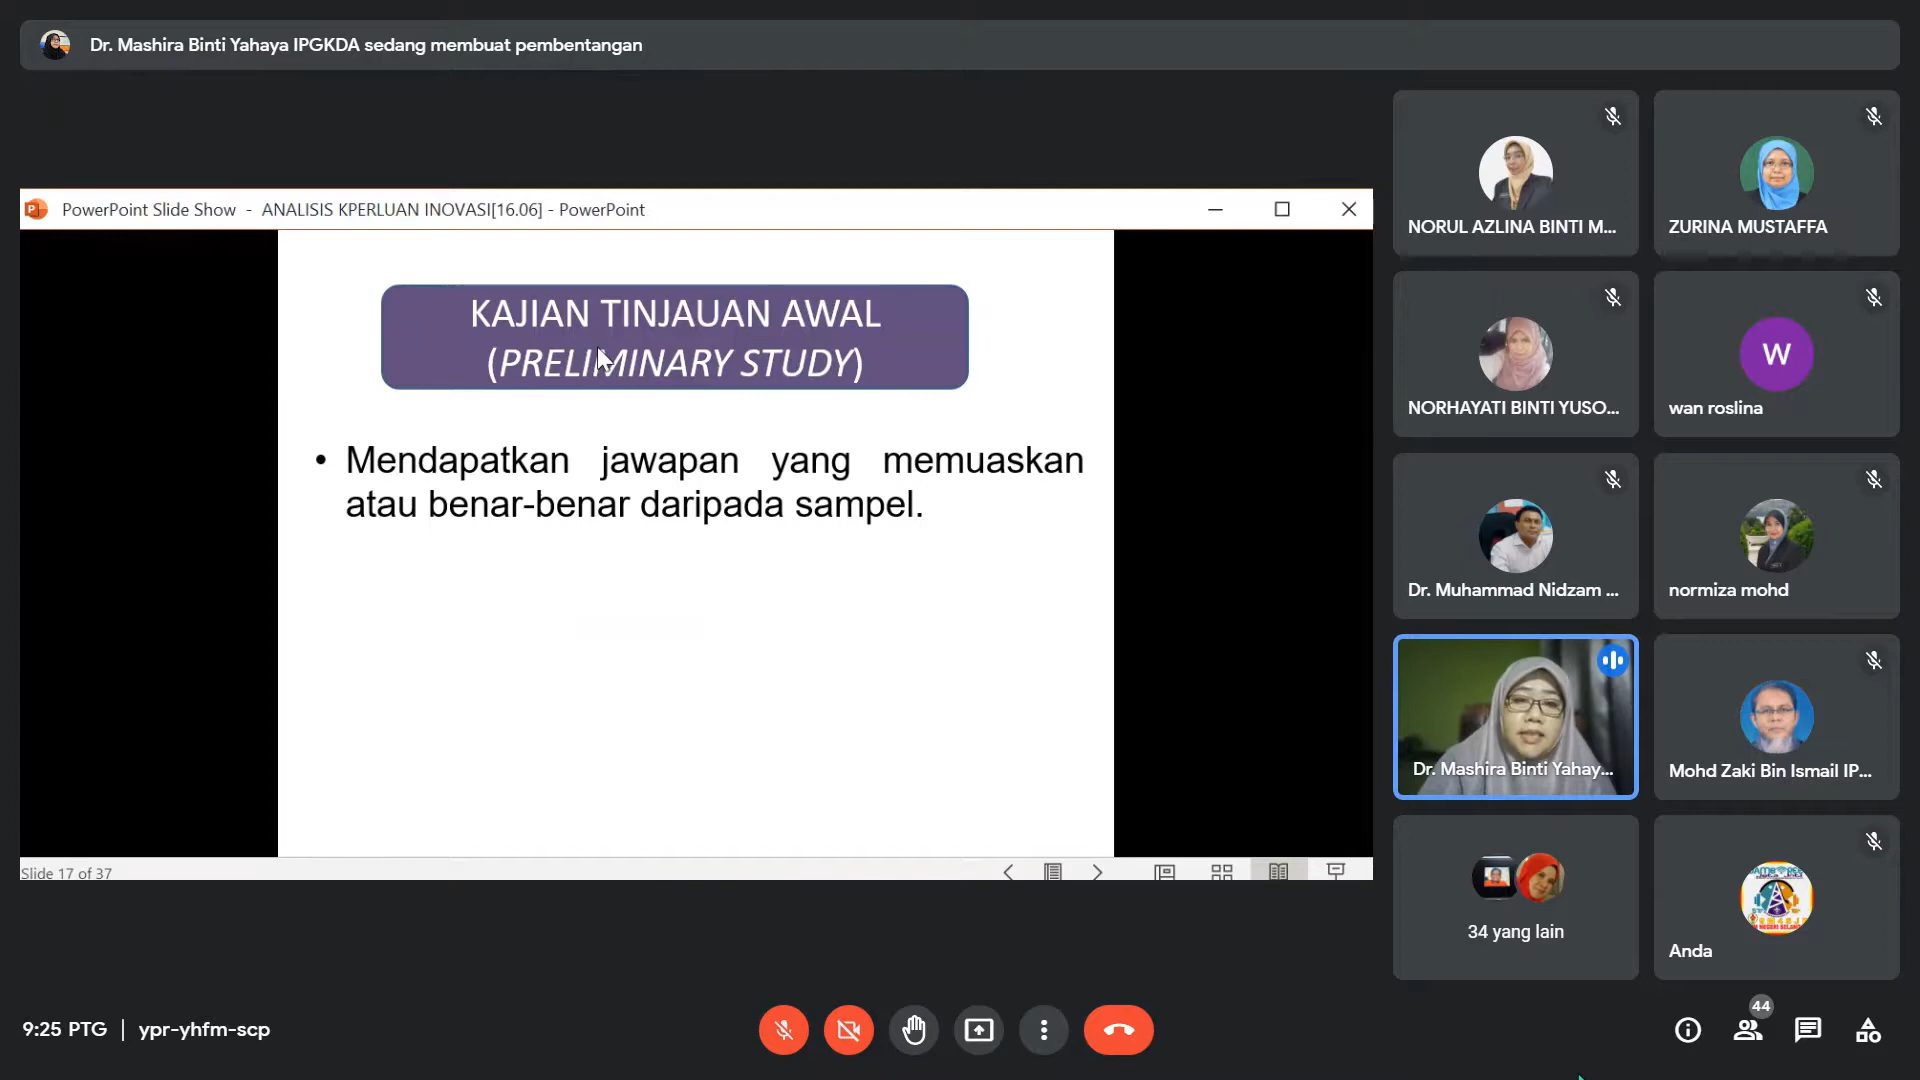 Dr. Mashira Binti Yahaya IPGKDA sedang membuat pembentangan
PowerPoint Slide Show - ANALISIS KPERLUAN INOVASI[16.06] - PowerPoint
KAJIAN TINJAUAN AWAL
(PRELIMINARY STUDY)
• Mendapatkan jawapan yang memuaskan
atau benar-benar daripada sampel.
Slide 17 of 37
NORUL AZLINA BINTI M...
ZURINA MUSTAFFA
NORHAYATI BINTI YUSO...
W
wan roslina
Dr. Muhammad Nidzam ...
normiza mohd
Dr. Mashira Binti Yahay...
Mohd Zaki Bin Ismail IP...
34 yang lain
Anda
9:25 PTG | ypr-yhfm-scp
44